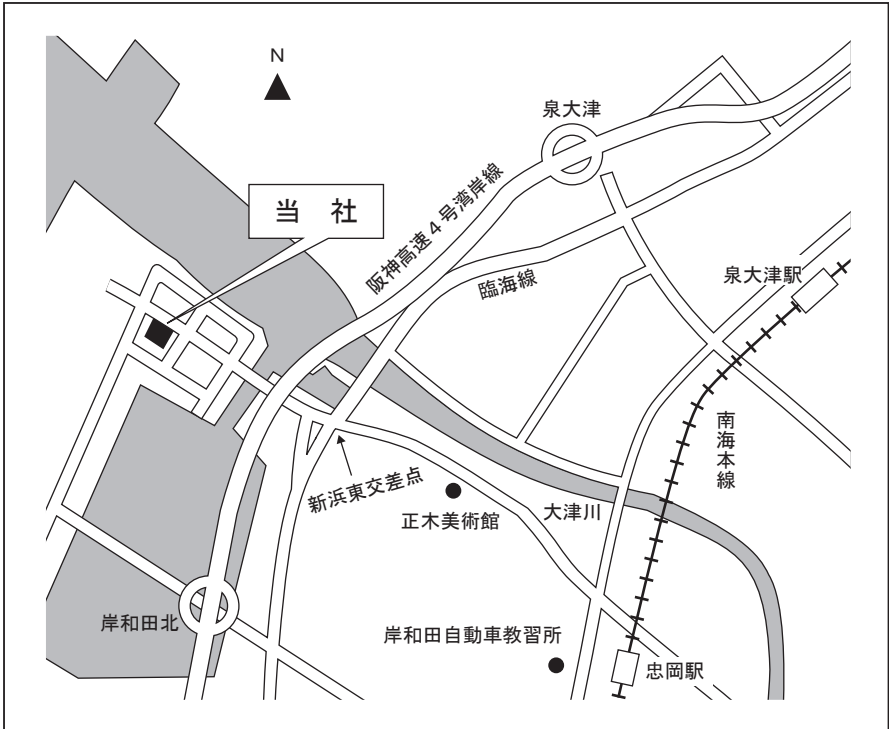 N
泉大津
当 社
阪神高速4号湾岸線
臨海線
泉大津駅
南海本線
新浜東交差点
正木美術館
大津川
岸和田北
岸和田自動車教習所
忠岡駅